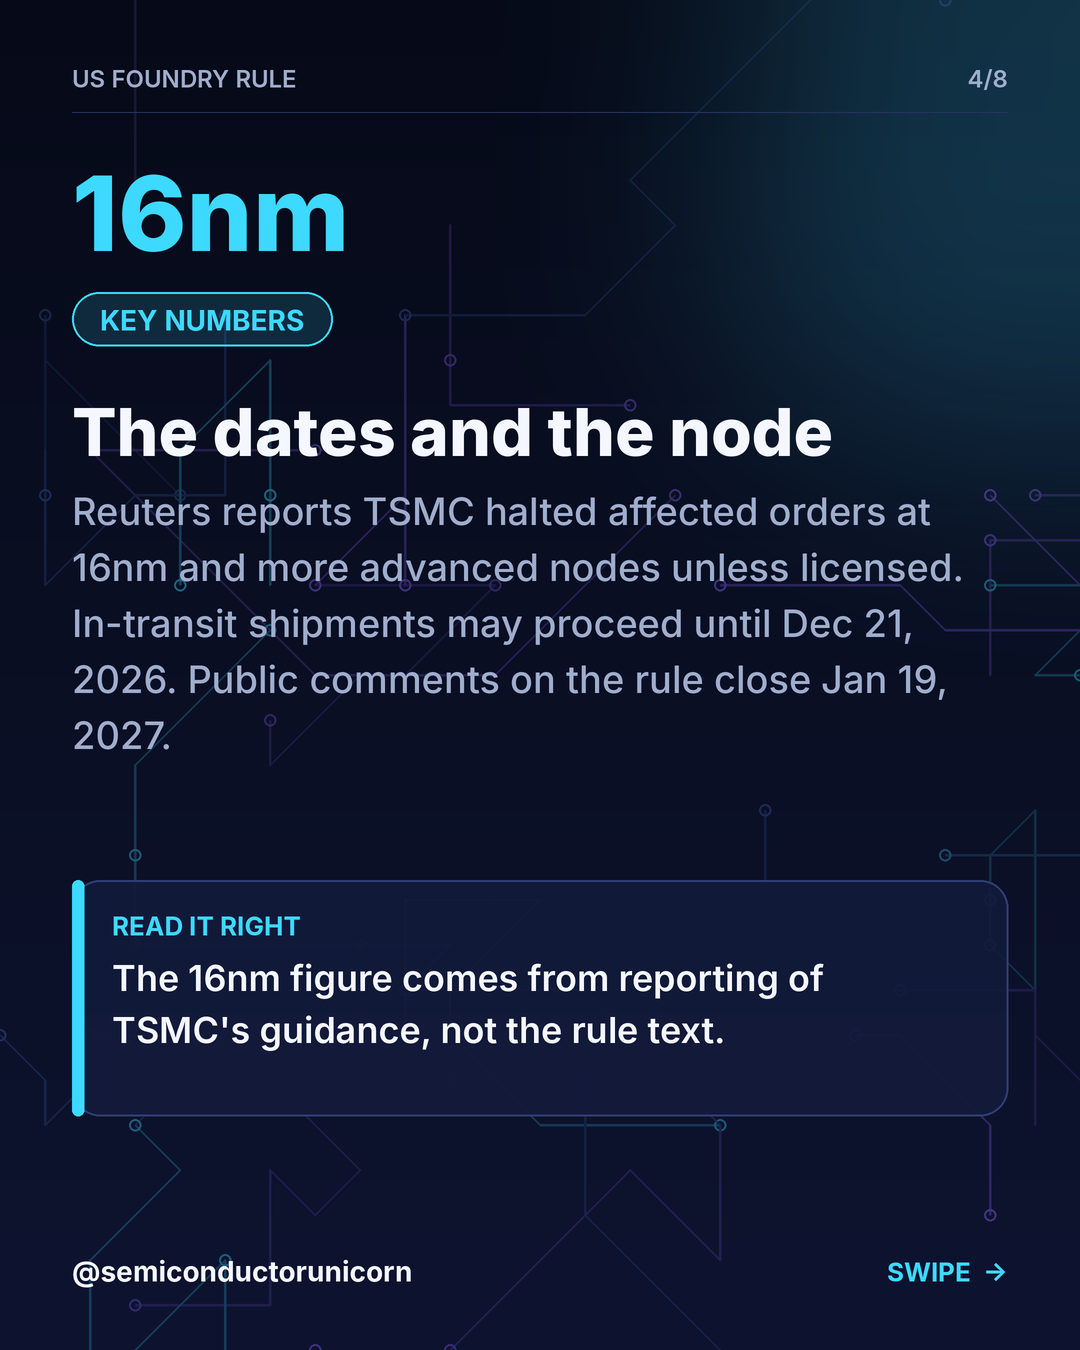 US FOUNDRY RULE
4/8
16nm
KEY NUMBERS
The dates and the node
Reuters reports TSMC halted affected orders at
16nm and more advanced nodes unless licensed.
In-transit shipments may proceed until Dec 21,
2026. Public comments on the rule close Jan 19,
2027.
READ IT RIGHT
The 16nm figure comes from reporting of
TSMC's guidance, not the rule text.
@semiconductorunicorn
SWIPE →